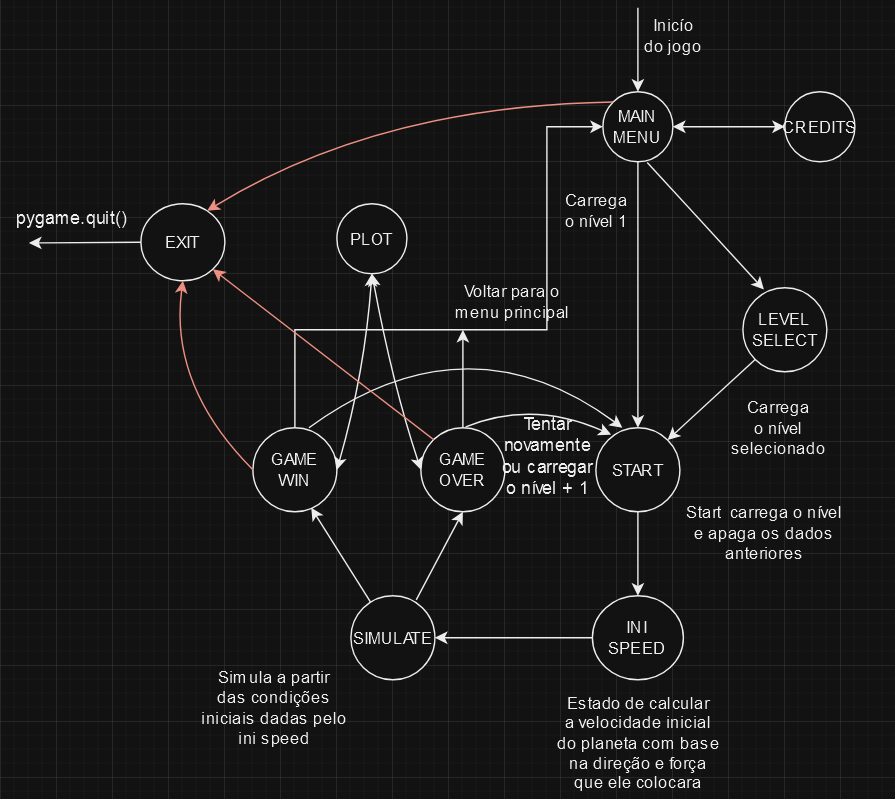 Inicío
do jogo
MAIN
MENU
CREDITS
Carrega
o nível 1
pygame.quit()
EXIT
PLOT
Voltar para o
menu principal
LEVEL
SELECT
Carrega
o nível
selecionado
Tentar
novamente
ou carregar
o nível + 1
GAME
WIN
GAME
OVER
START
Start carrega o nível
e apaga os dados
anteriores
SIMULATE
INI
SPEED
Simula a partir
das condições
iniciais dadas pelo
ini speed
Estado de calcular
a velocidade inicial
do planeta com base
na direção e força
que ele colocara